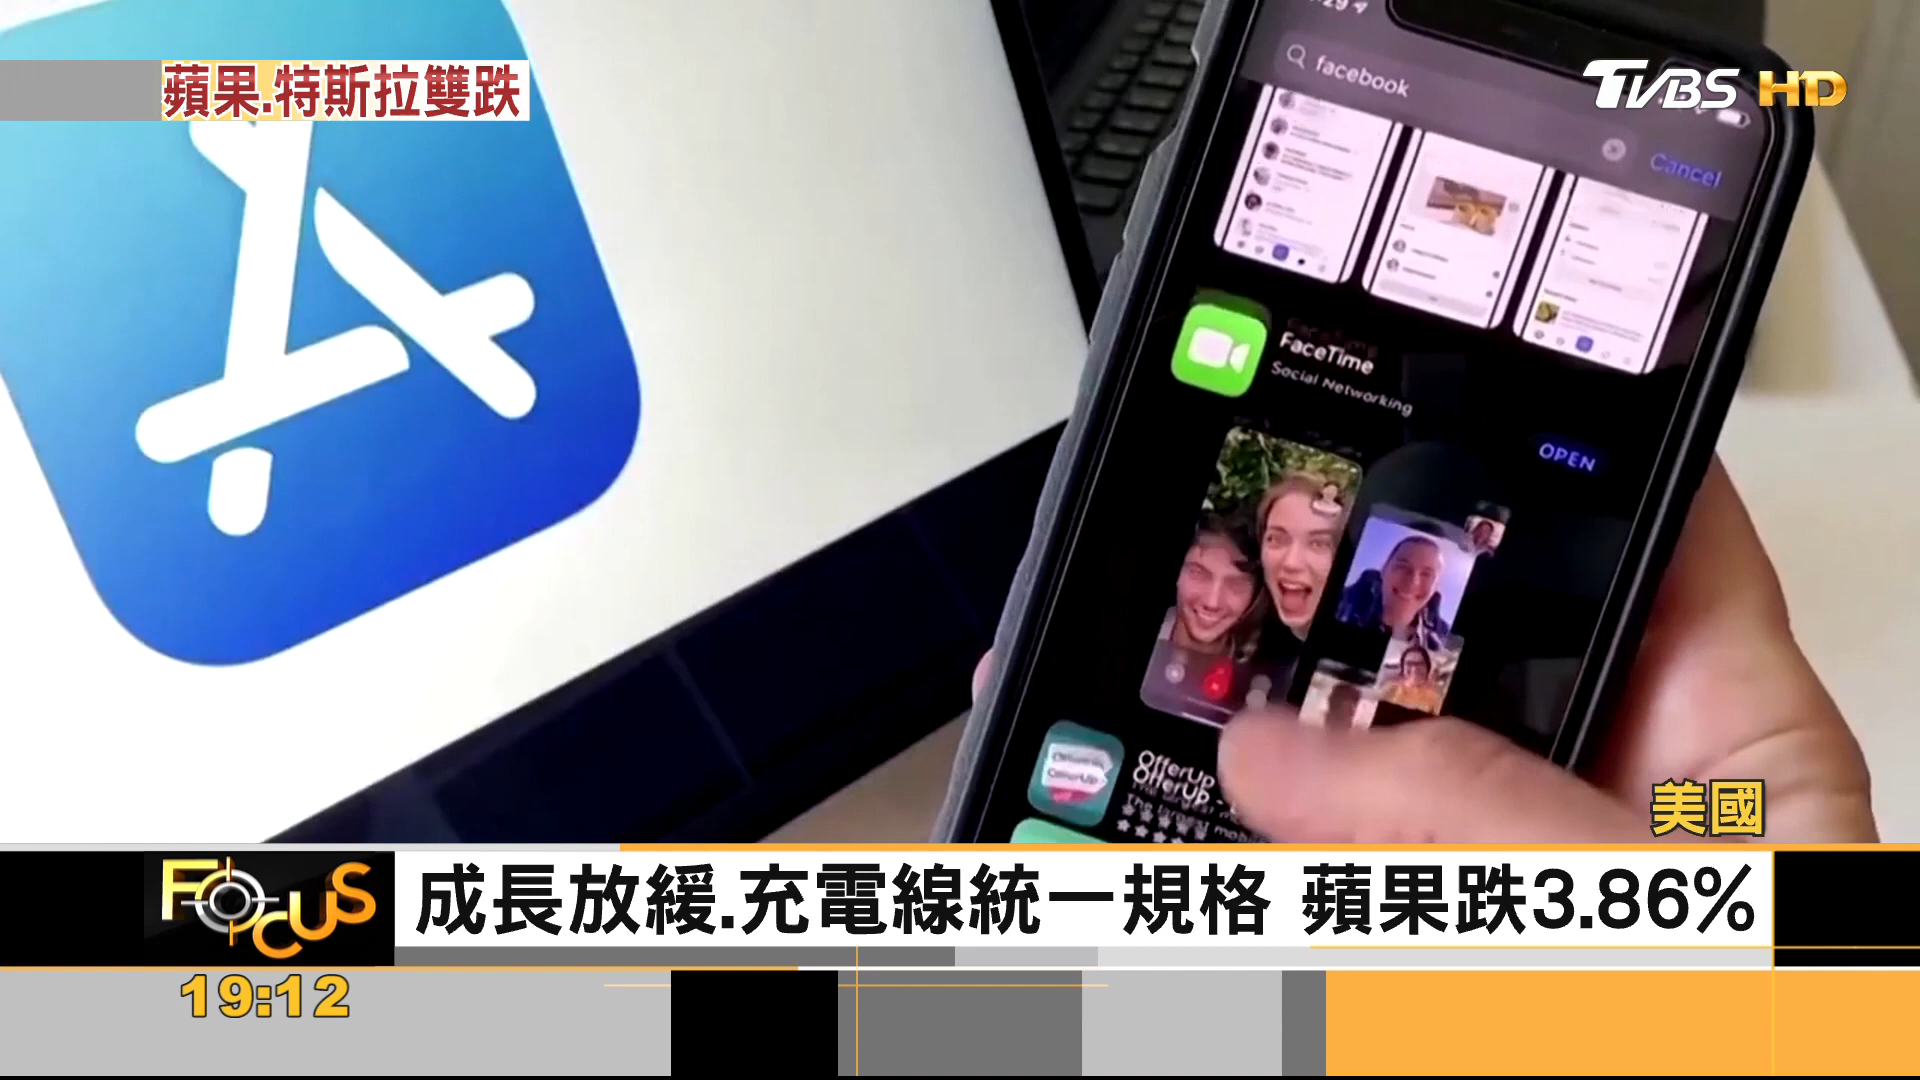 蘋果.特斯拉雙跌
TVBS HD
facebook
Cancel
FaceTime
Social Networking
OPEN
OfferUp
美國
FOCUS
成長放緩.充電線統一規格 蘋果跌3.86%
19:12